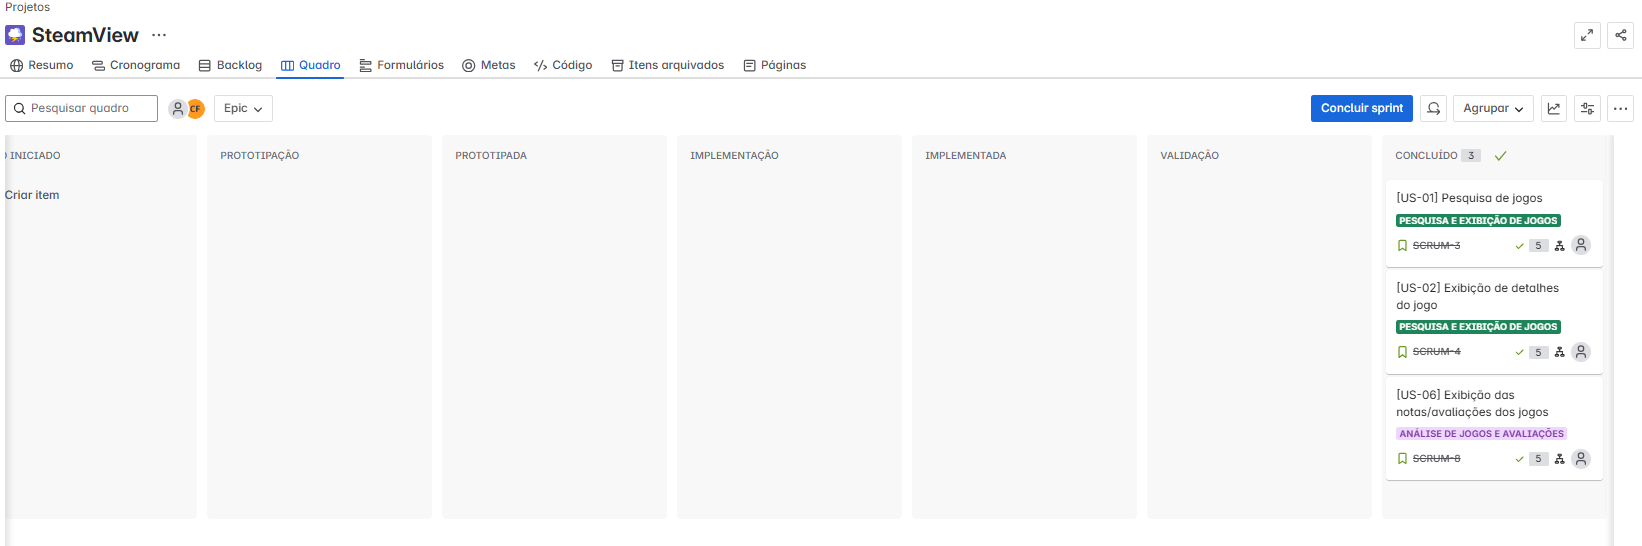 Projetos
SteamView
Resumo Cronograma Backlog Quadro Formulários Metas Código Itens arquivados Páginas
Pesquisar quadro CF Epic Concluir sprint Agrupar
O INICIADO PROTOTIPAÇÃO PROTOTIPADA IMPLEMENTAÇÃO IMPLEMENTADA VALIDAÇÃO CONCLUÍDO 3
Criar item
[US-01] Pesquisa de jogos
PESQUISA E EXIBIÇÃO DE JOGOS
SCRUM-3 5
[US-02] Exibição de detalhes
do jogo
PESQUISA E EXIBIÇÃO DE JOGOS
SCRUM-4 5
[US-06] Exibição das
notas/avaliações dos jogos
ANÁLISE DE JOGOS E AVALIAÇÕES
SCRUM-8 5